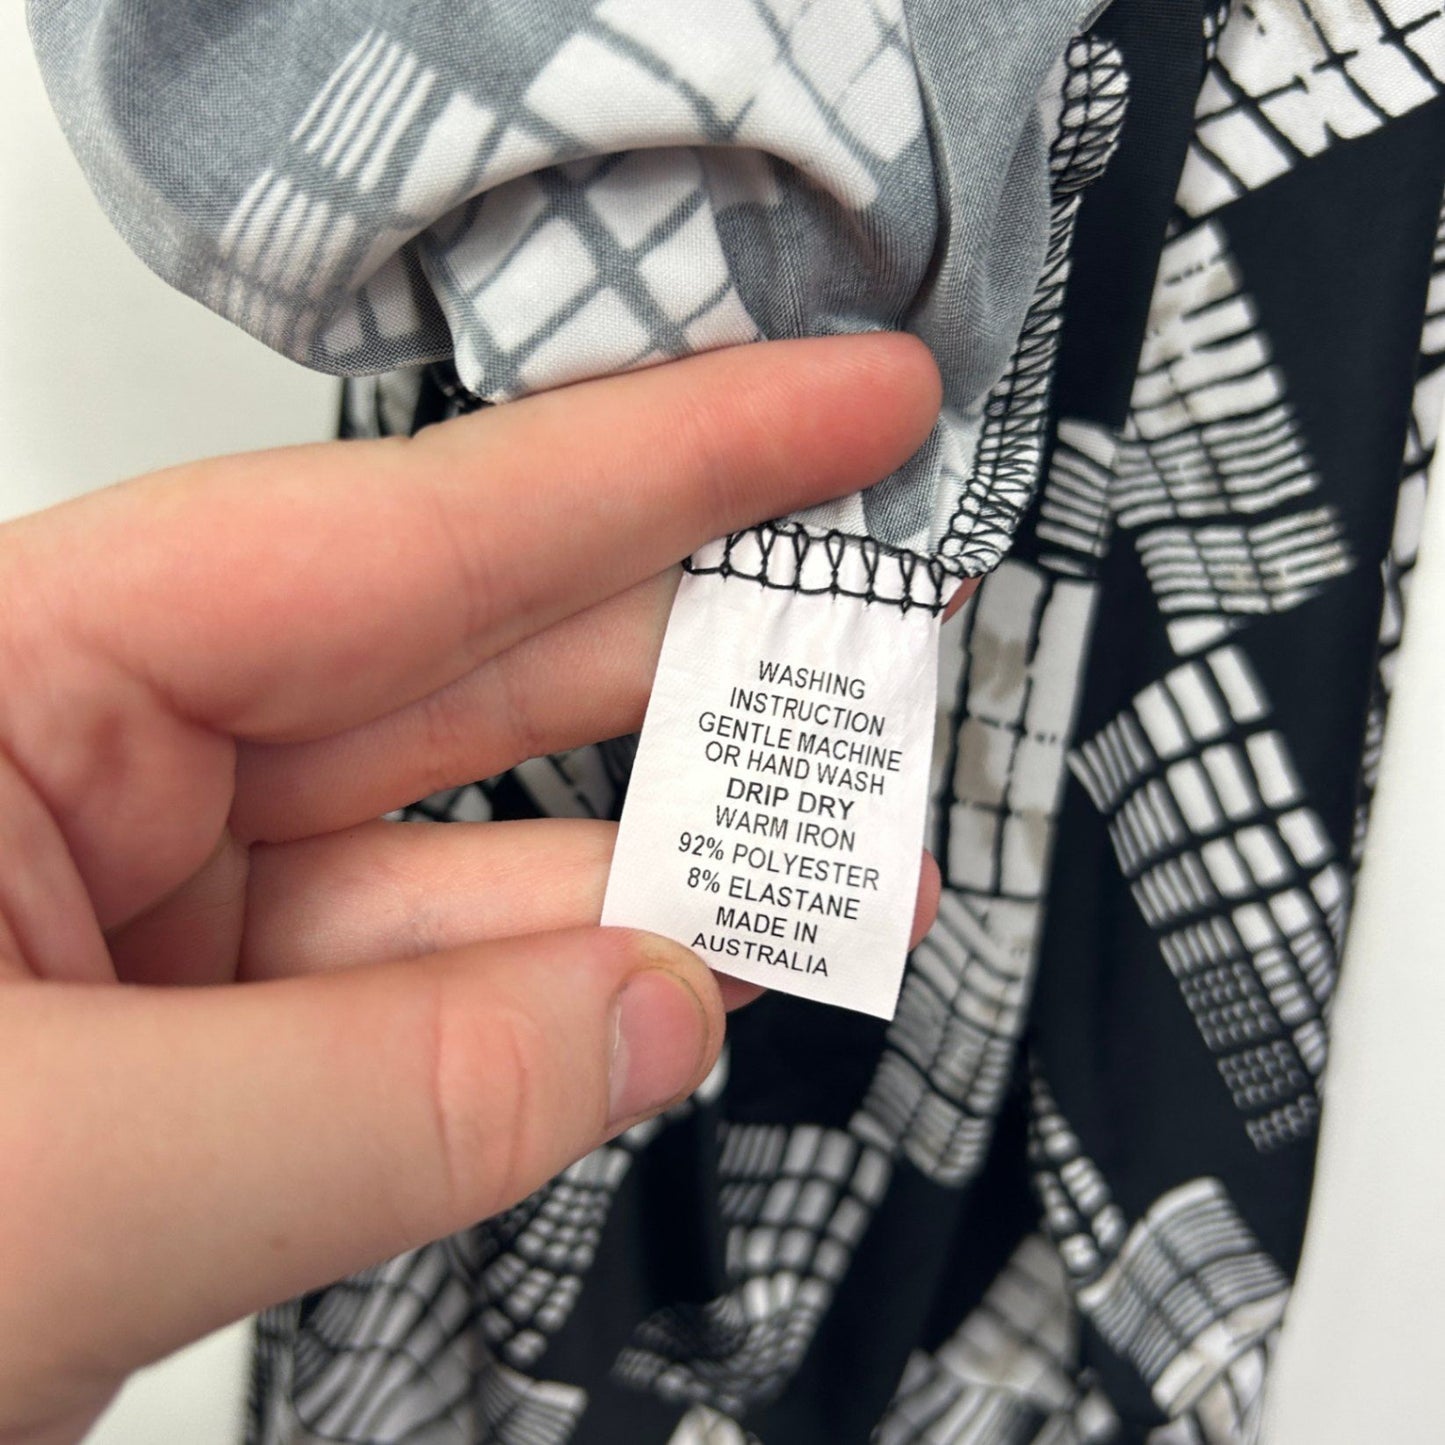 WASHING
INSTRUCTION
GENTLE MACHINE
OR HAND WASH
DRIP DRY
WARM IRON
92% POLYESTER
8% ELASTANE
MADE IN
AUSTRALIA